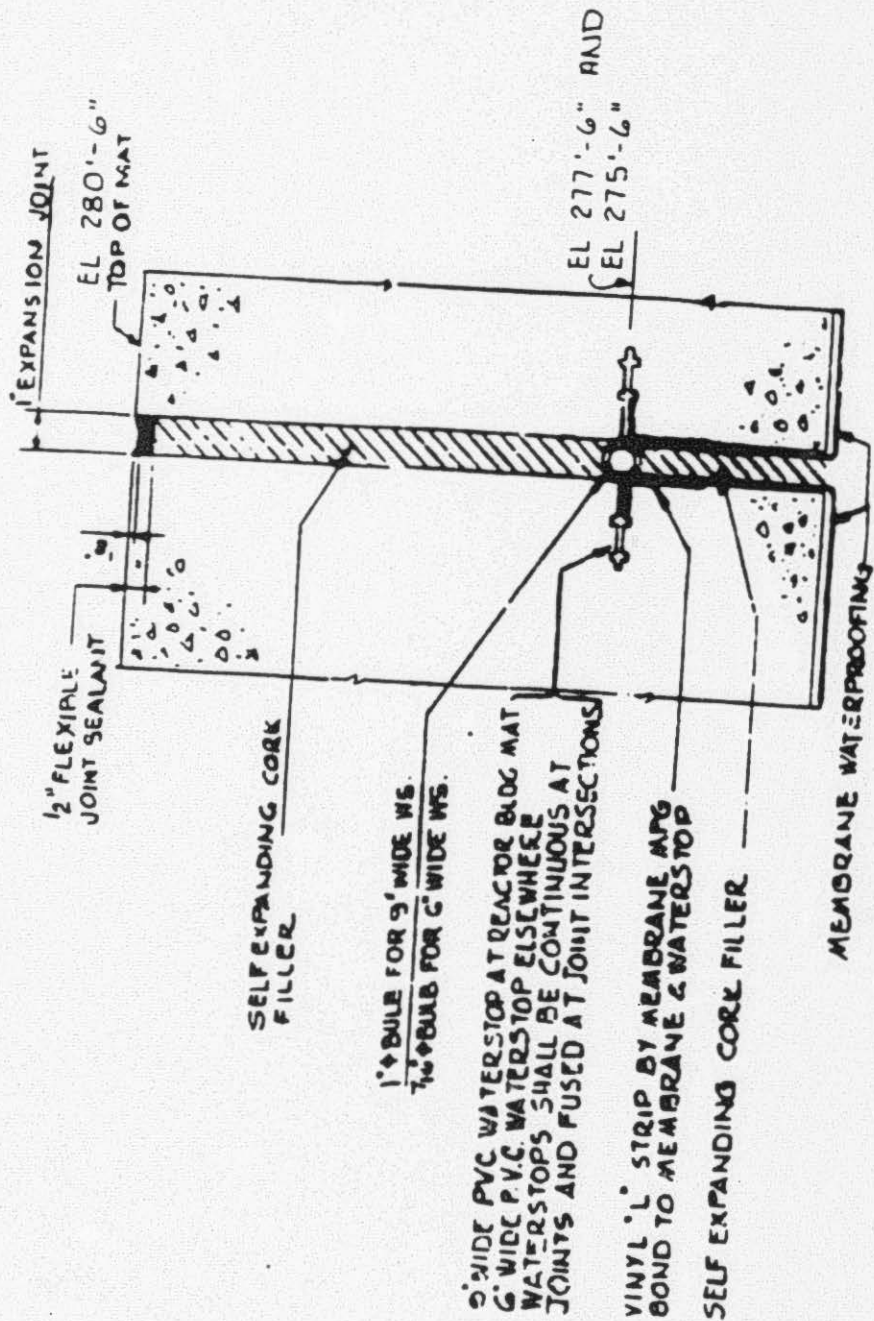 1" EXPANSION JOINT
EL 280'-6"
TOP OF MAT
1/2" FLEXIBLE
JOINT SEALANT
SELF EXPANDING CORK
FILLER
EL 277'-6" AND
EL 275'-6"
1"ɸ BULB FOR 9" WIDE WS.
7/16"ɸ BULB FOR 6" WIDE WS.
9" WIDE PVC WATERSTOP AT REACTOR BLDG MAT
6" WIDE P.V.C. WATERSTOP ELSEWHERE
WATERSTOPS SHALL BE CONTINUOUS AT
JOINTS AND FUSED AT JOINT INTERSECTIONS
VINYL "L" STRIP BY MEMBRANE MFG
BOND TO MEMBRANE & WATERSTOP
SELF EXPANDING CORK FILLER
MEMBRANE WATERPROOFING